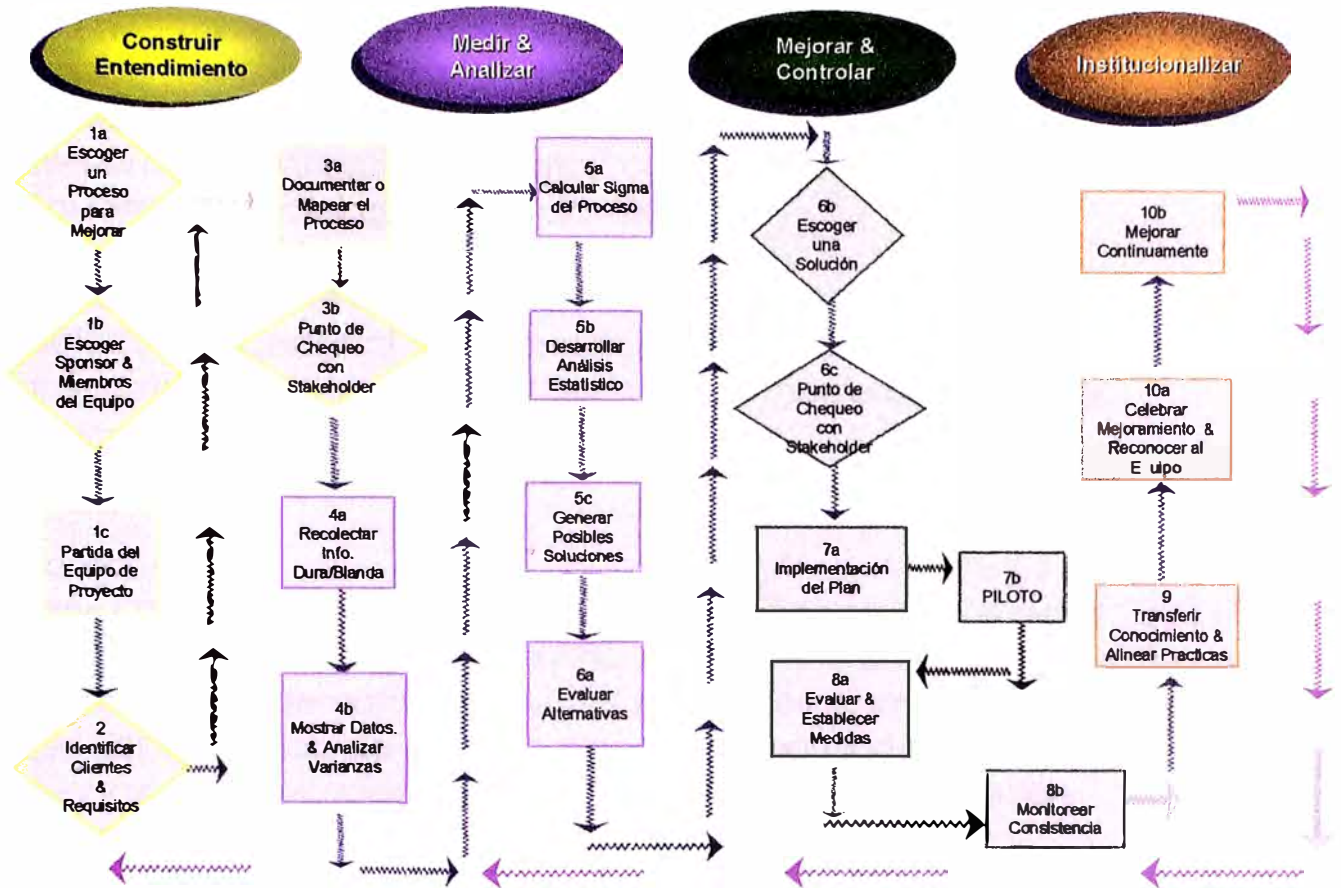 Construir
Entendimiento
Medir &
Analizar
Mejorar &
Controlar
Institucionalizar
1a
Escoger
un
Proceso
para
Mejorar
1b
Escoger
Sponsor &
Miembros
del Equipo
1c
Partida del
Equipo de
Proyecto
2
Identificar
Clientes
&
Requisitos
3a
Documentar o
Mapear el
Proceso
3b
Punto de
Chequeo
con
Stakeholder
4a
Recolectar
Info.
Dura/Blanda
4b
Mostrar Datos.
& Analizar
Varianzas
5a
Calcular Sigma
del Proceso
5b
Desarrollar
Análisis
Estatistico
5c
Generar
Posibles
Soluciones
6a
Evaluar
Alternativas
6b
Escoger
una
Solución
6c
Punto de
Chequeo
con
Stakeholder
7a
Implementación
del Plan
7b
PILOTO
8a
Evaluar &
Establecer
Medidas
8b
Monitorear
Consistencia
9
Transferir
Conocimiento &
Alinear Practicas
10a
Celebrar
Mejoramiento &
Reconocer al
E uipo
10b
Mejorar
Continuamente